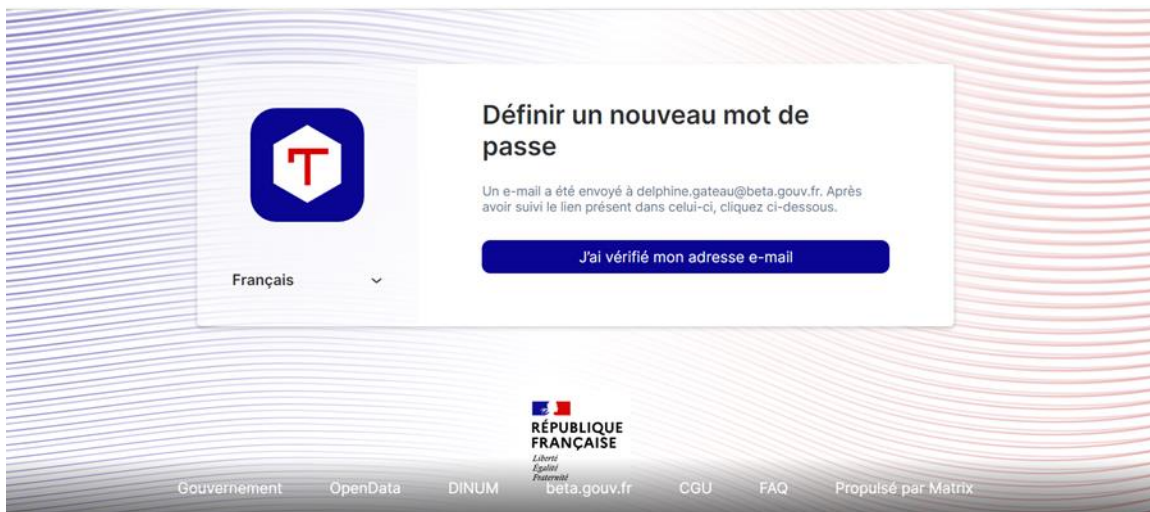 Définir un nouveau mot de
passe
Un e-mail a été envoyé à delphine.gateau@beta.gouv.fr. Après
avoir suivi le lien présent dans celui-ci, cliquez ci-dessous.
J'ai vérifié mon adresse e-mail
T
Français
RÉPUBLIQUE
FRANÇAISE
Liberté
Égalité
Fraternité
Gouvernement OpenData DINUM beta.gouv.fr CGU FAQ Propulsé par Matrix